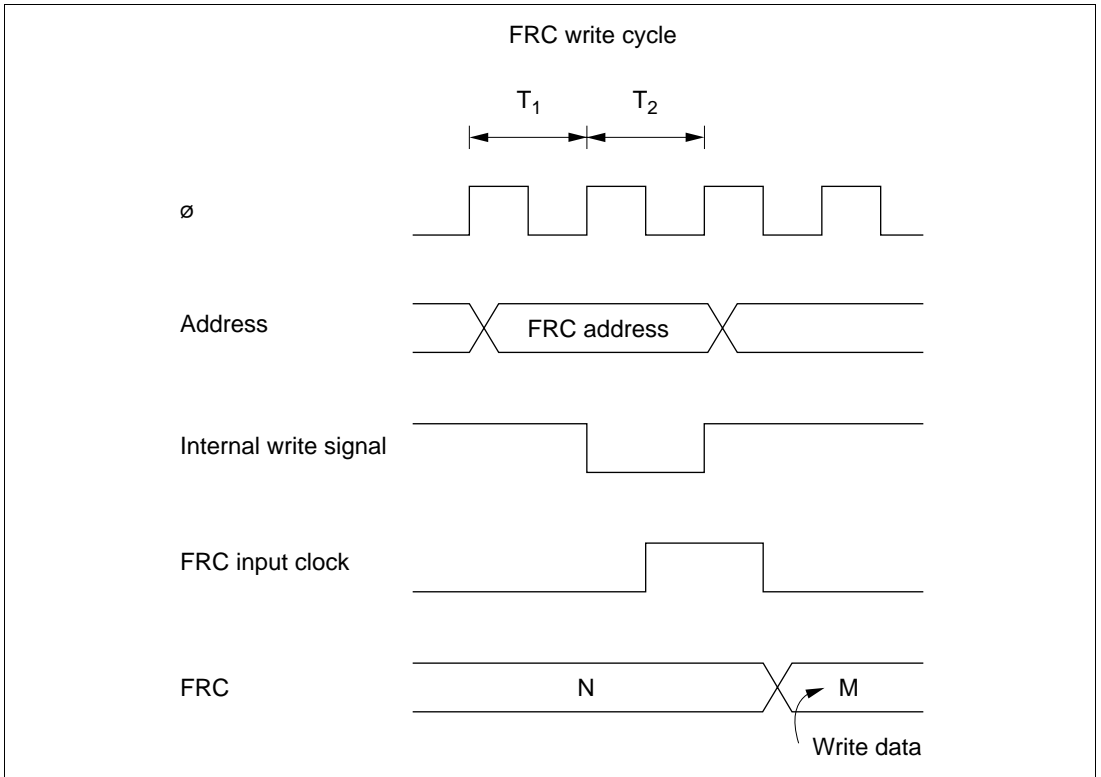 FRC write cycle
T₁ T₂
ø
Address FRC address
Internal write signal
FRC input clock
FRC N M
Write data